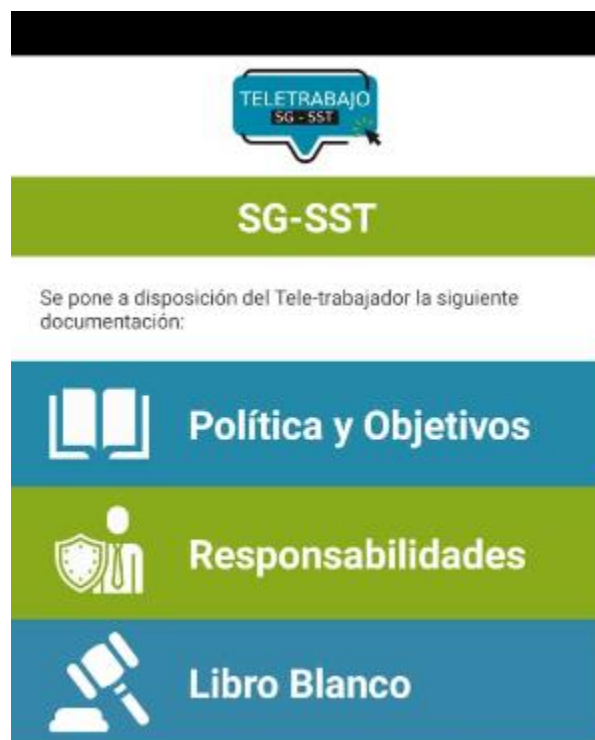 TELETRABAJO
SG - SST
SG-SST
Se pone a disposición del Tele-trabajador la siguiente
documentación:
Política y Objetivos
Responsabilidades
Libro Blanco